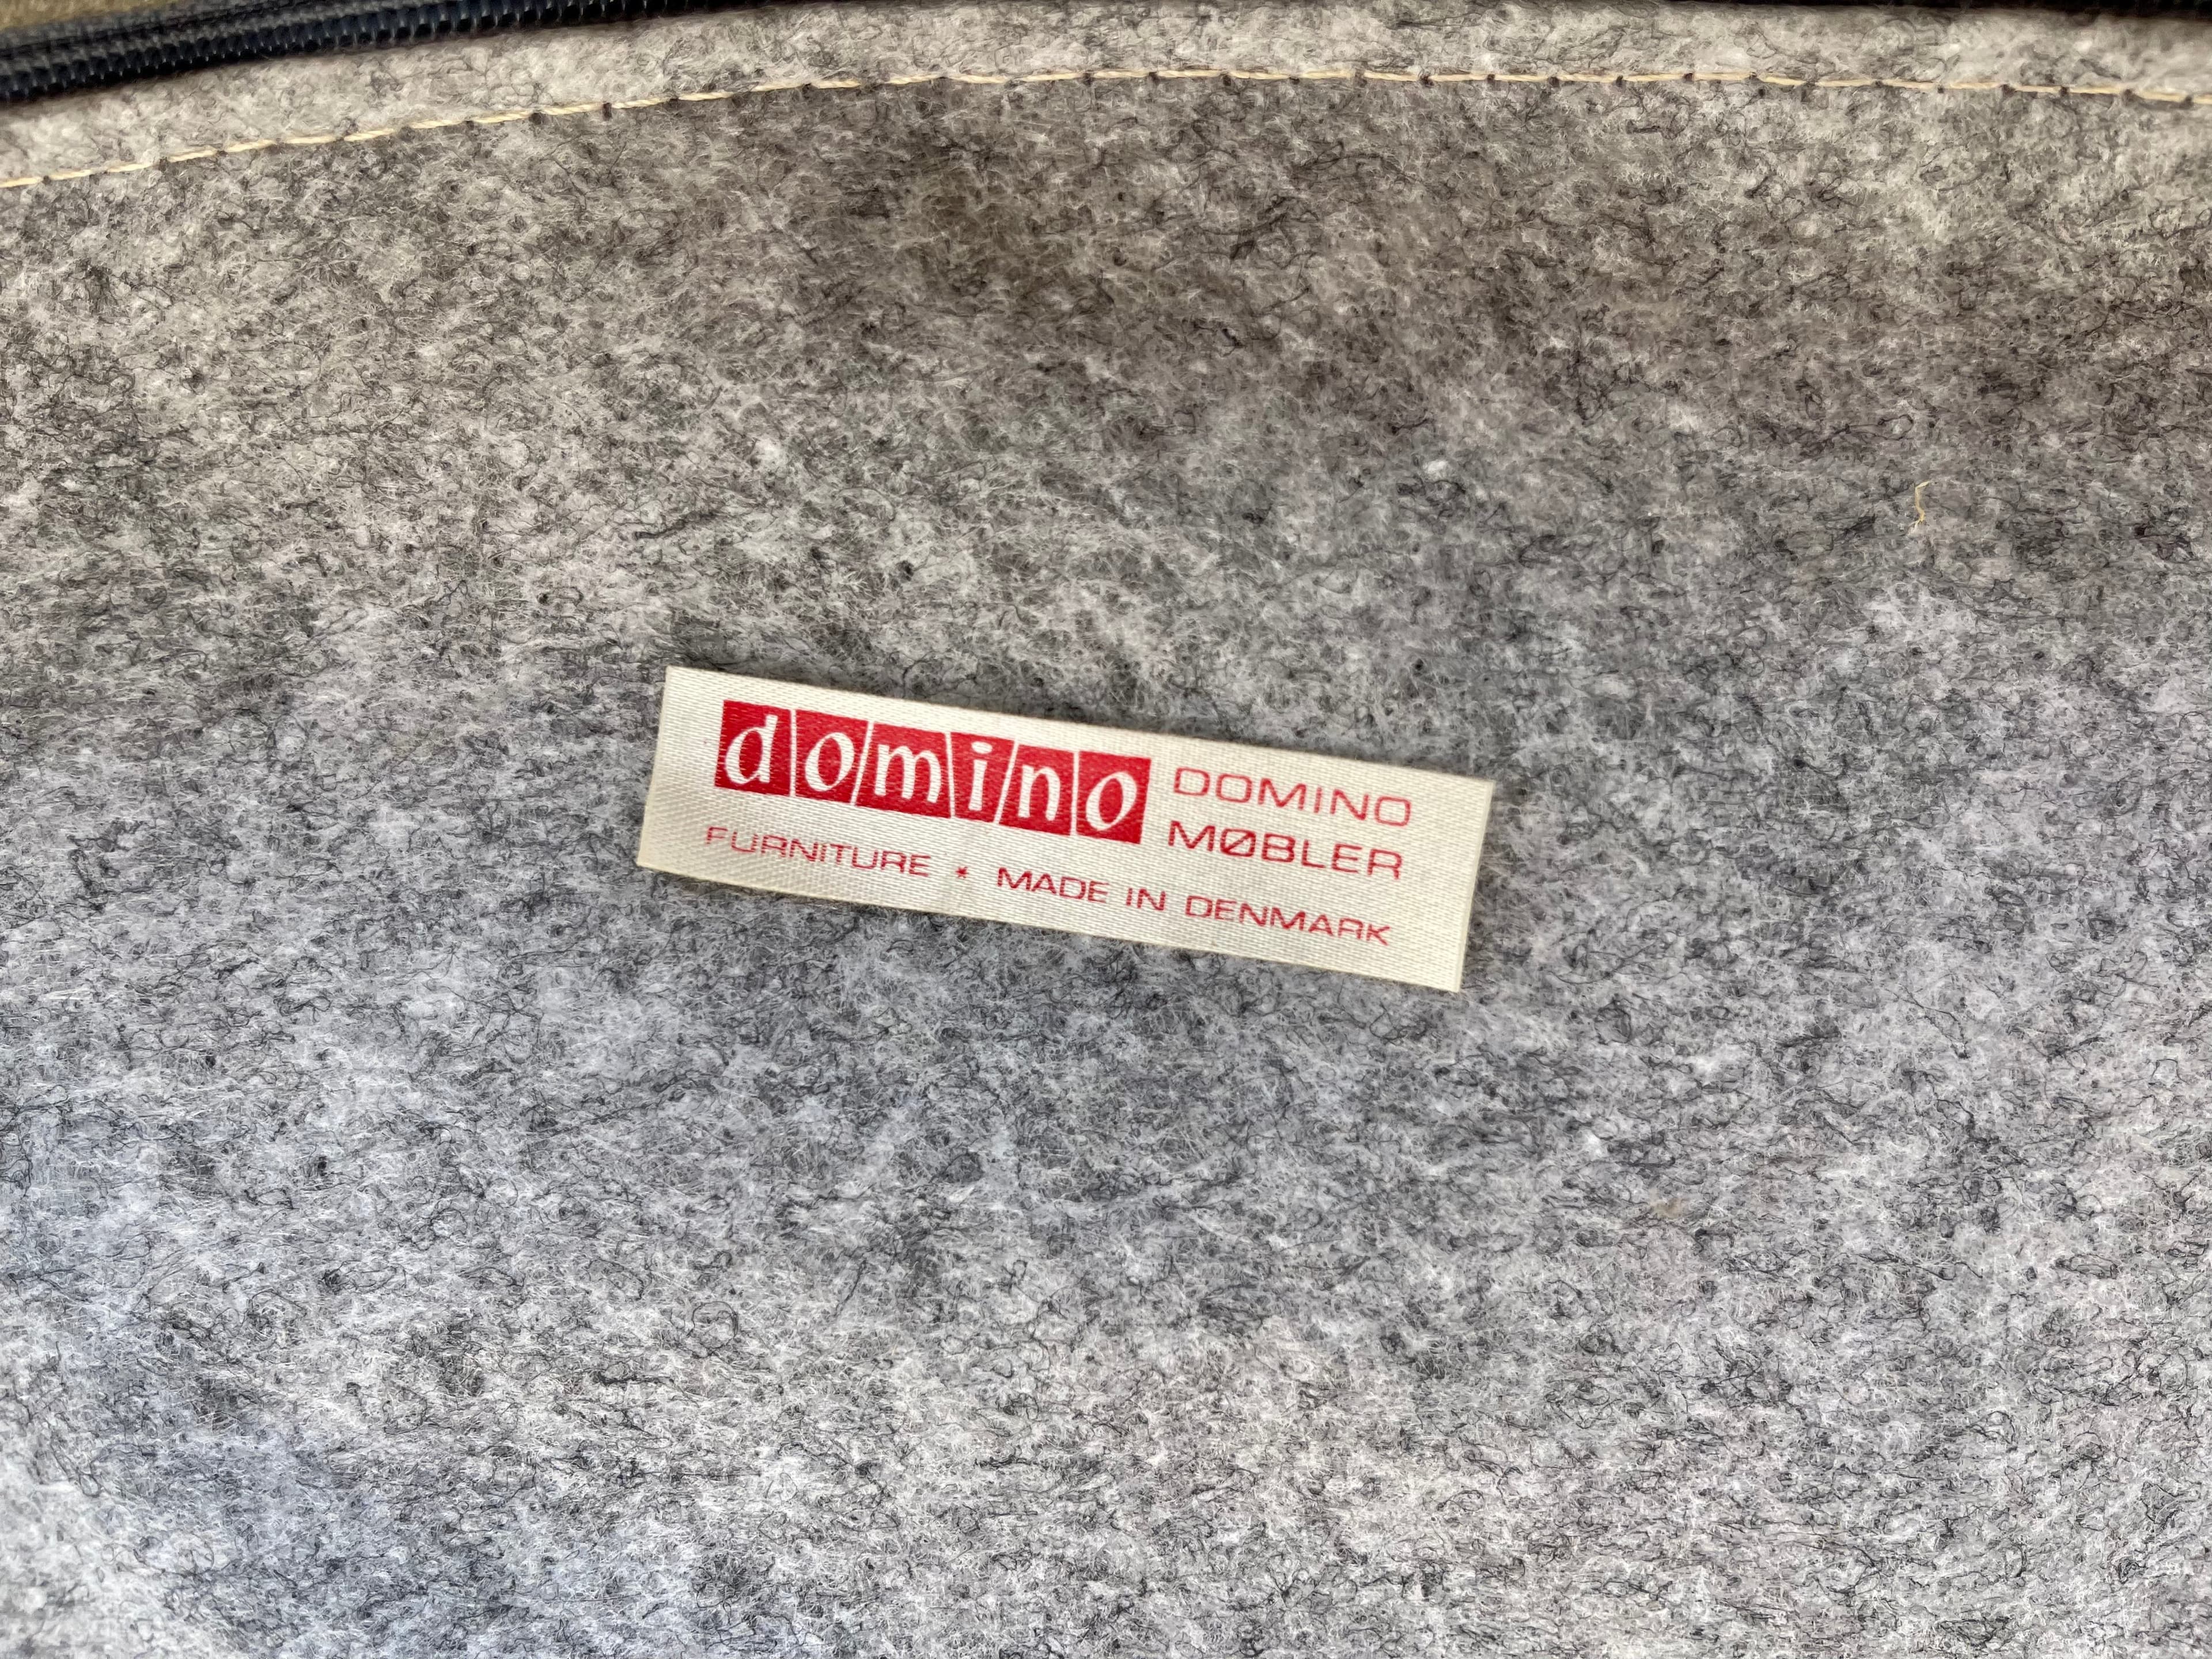 domino
DOMINO
MØBLER
FURNITURE * MADE IN DENMARK